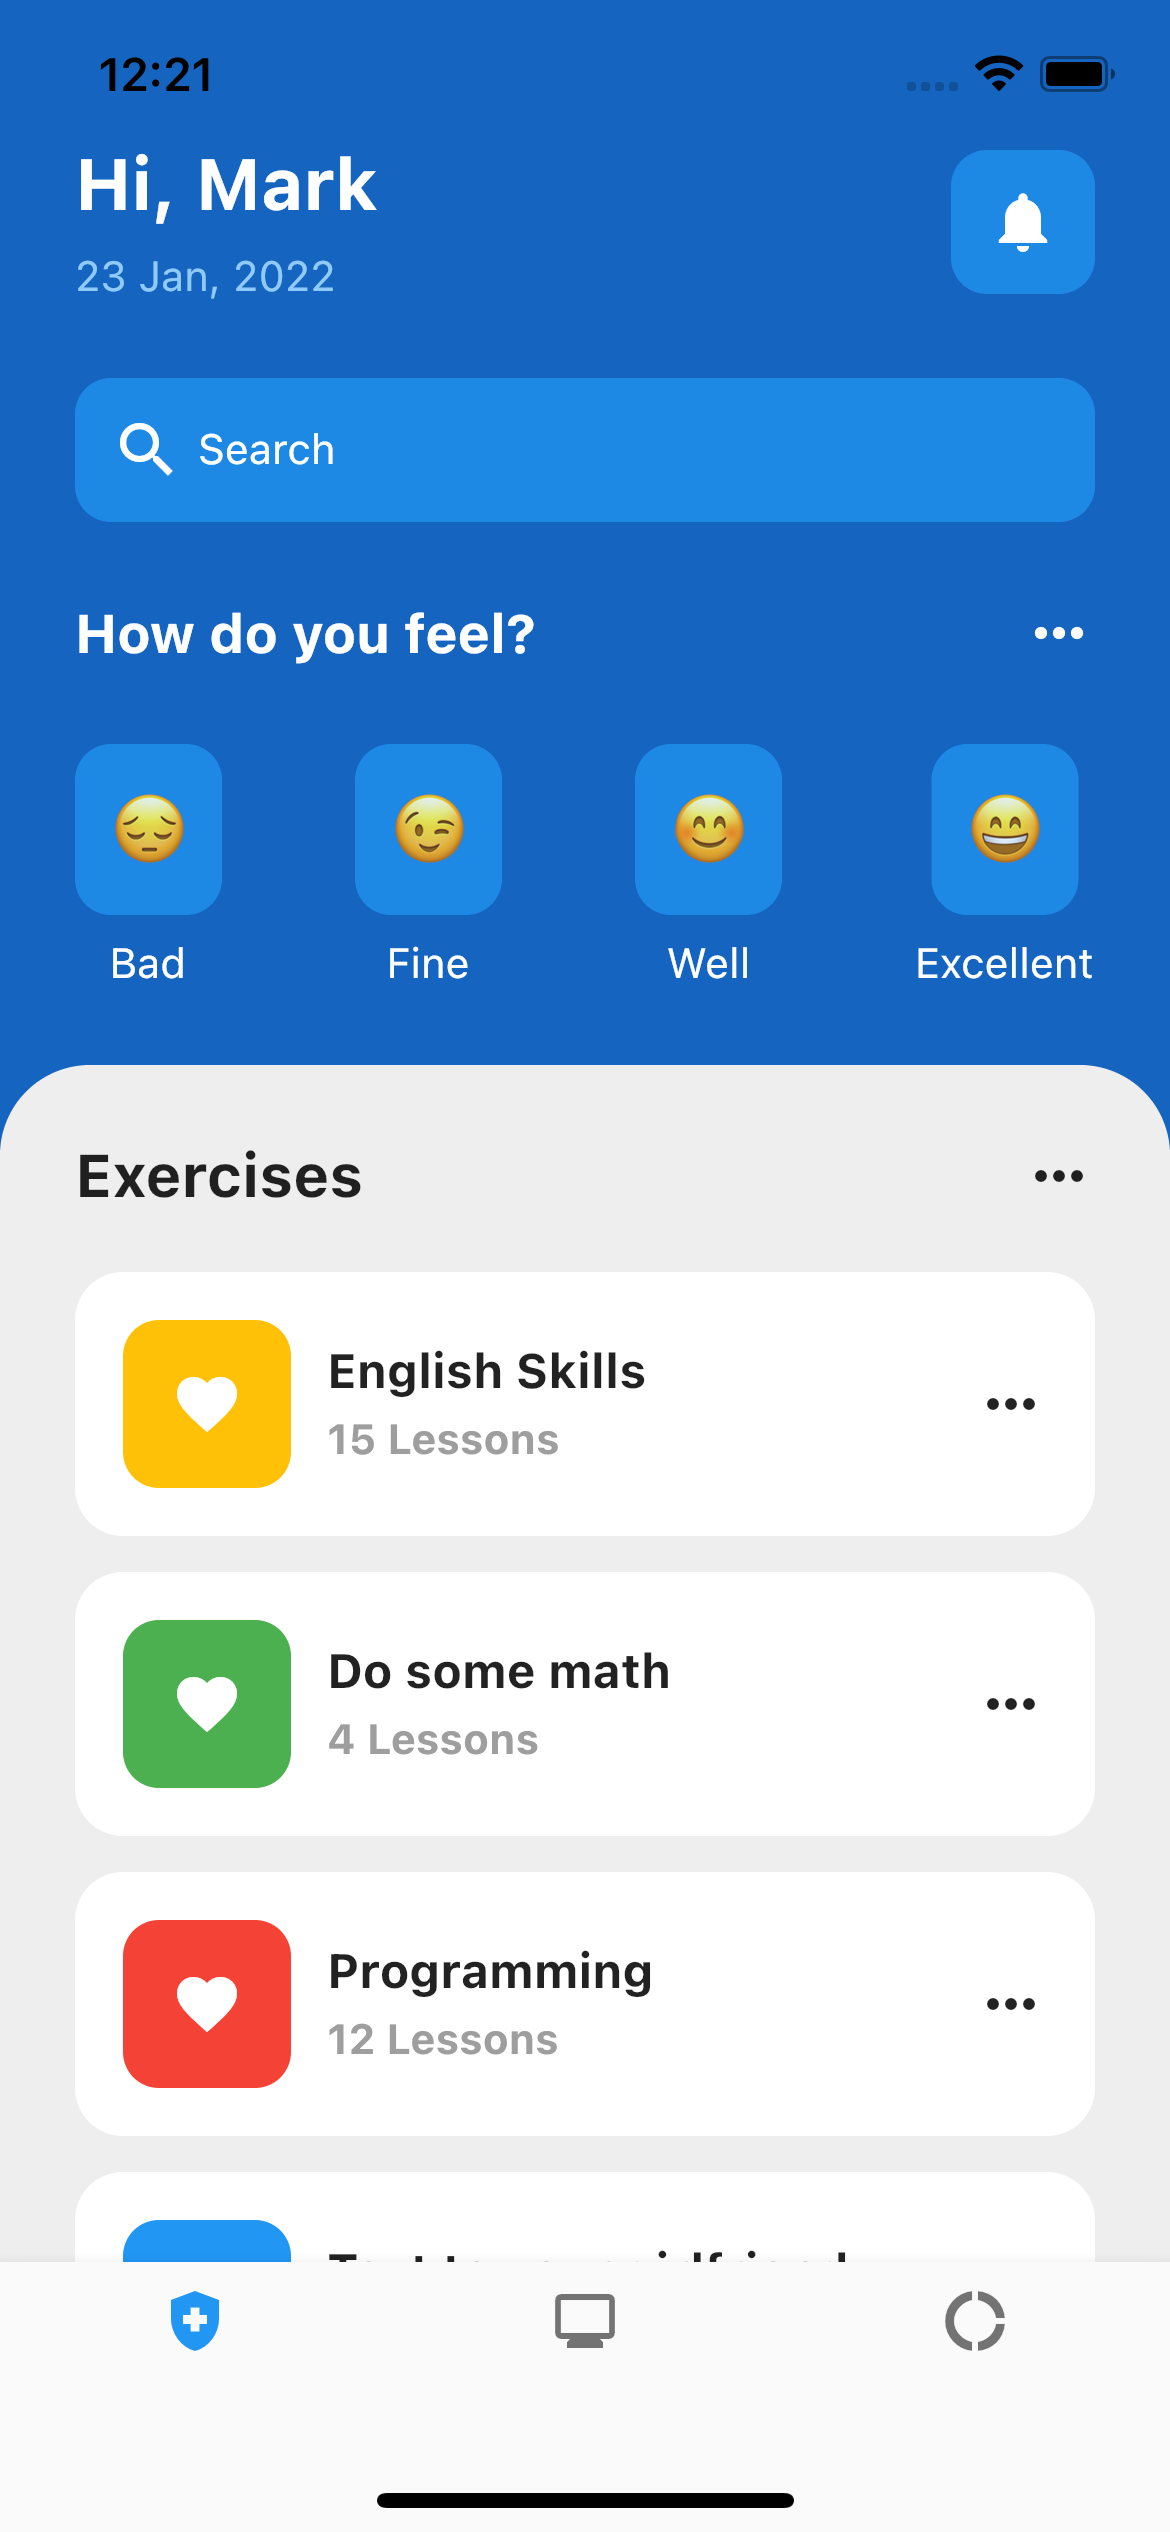 12:21
Hi, Mark
23 Jan, 2022
Search
How do you feel?
Bad
Fine
Well
Excellent
Exercises
English Skills
15 Lessons
Do some math
4 Lessons
Programming
12 Lessons